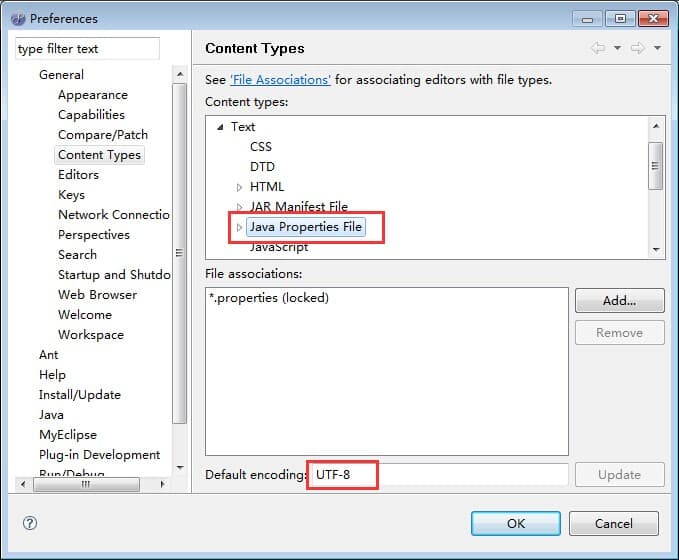 Preferences
type filter text
General
Appearance
Capabilities
Compare/Patch
Content Types
Editors
Keys
Network Connectio
Perspectives
Search
Startup and Shutdo
Web Browser
Welcome
Workspace
Ant
Help
Install/Update
Java
MyEclipse
Plug-in Development
Run/Debug
Content Types
See 'File Associations' for associating editors with file types.
Content types:
Text
CSS
DTD
HTML
JAR Manifest File
Java Properties File
JavaScript
File associations:
*.properties (locked)
Add...
Remove
Default encoding: UTF-8
Update
OK
Cancel